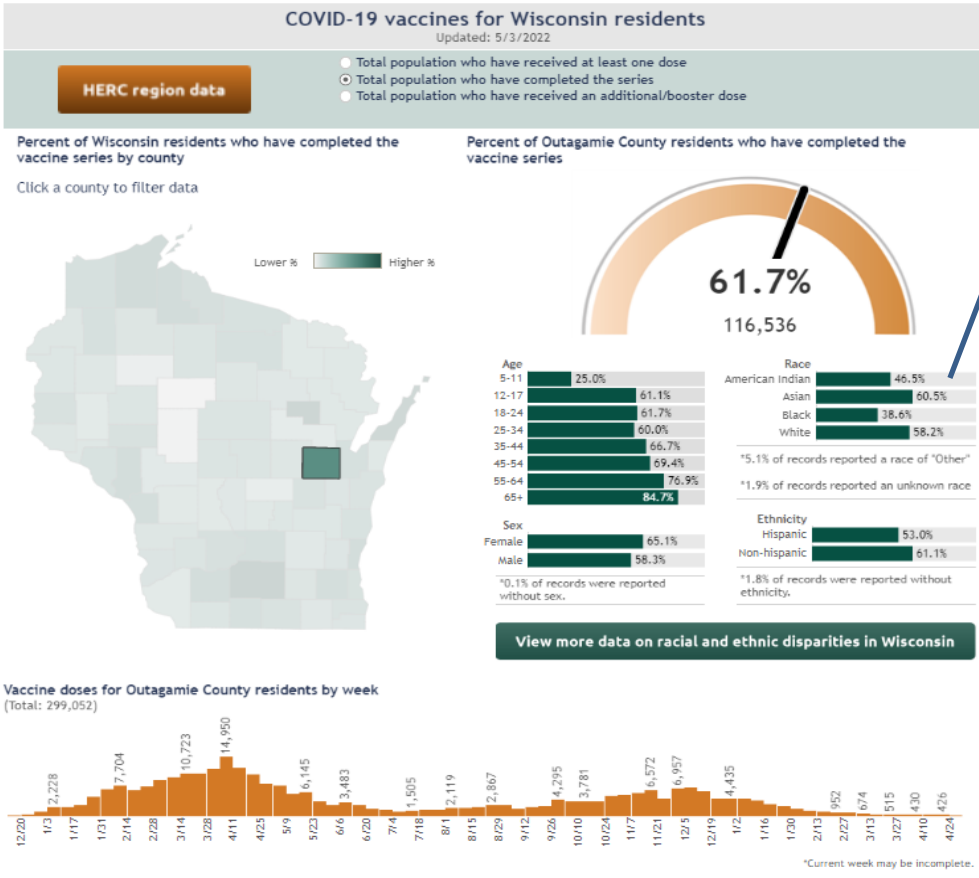 COVID-19 vaccines for Wisconsin residents
Updated: 5/3/2022
HERC region data
Total population who have received at least one dose
Total population who have completed the series
Total population who have received an additional/booster dose
Percent of Wisconsin residents who have completed the
vaccine series by county
Click a county to filter data
Lower %
Higher %
Percent of Outagamie County residents who have completed the
vaccine series
61.7%
116,536
Age
5-11 25.0%
12-17 61.1%
18-24 61.7%
25-34 60.0%
35-44 66.7%
45-54 69.4%
55-64 76.9%
65+ 84.7%
Sex
Female 65.1%
Male 58.3%
*0.1% of records were reported
without sex.
Race
American Indian 46.5%
Asian 60.5%
Black 38.6%
White 58.2%
*5.1% of records reported a race of "Other"
*1.9% of records reported an unknown race
Ethnicity
Hispanic 53.0%
Non-hispanic 61.1%
*1.8% of records were reported without
ethnicity.
View more data on racial and ethnic disparities in Wisconsin
Vaccine doses for Outagamie County residents by week
(Total: 299,052)
2,228 7,704 10,723 14,950 6,145 3,483 1,505 2,119 2,867 4,295 3,781 6,572 6,957 4,435 952 674 515 430 426
12/20 1/3 1/17 1/31 2/14 2/28 3/14 3/28 4/11 4/25 5/9 5/23 6/6 6/20 7/4 7/18 8/1 8/15 8/29 9/12 9/26 10/10 10/24 11/7 11/21 12/5 12/19 1/2 1/16 1/30 2/13 2/27 3/13 3/27 4/10 4/24
*Current week may be incomplete.